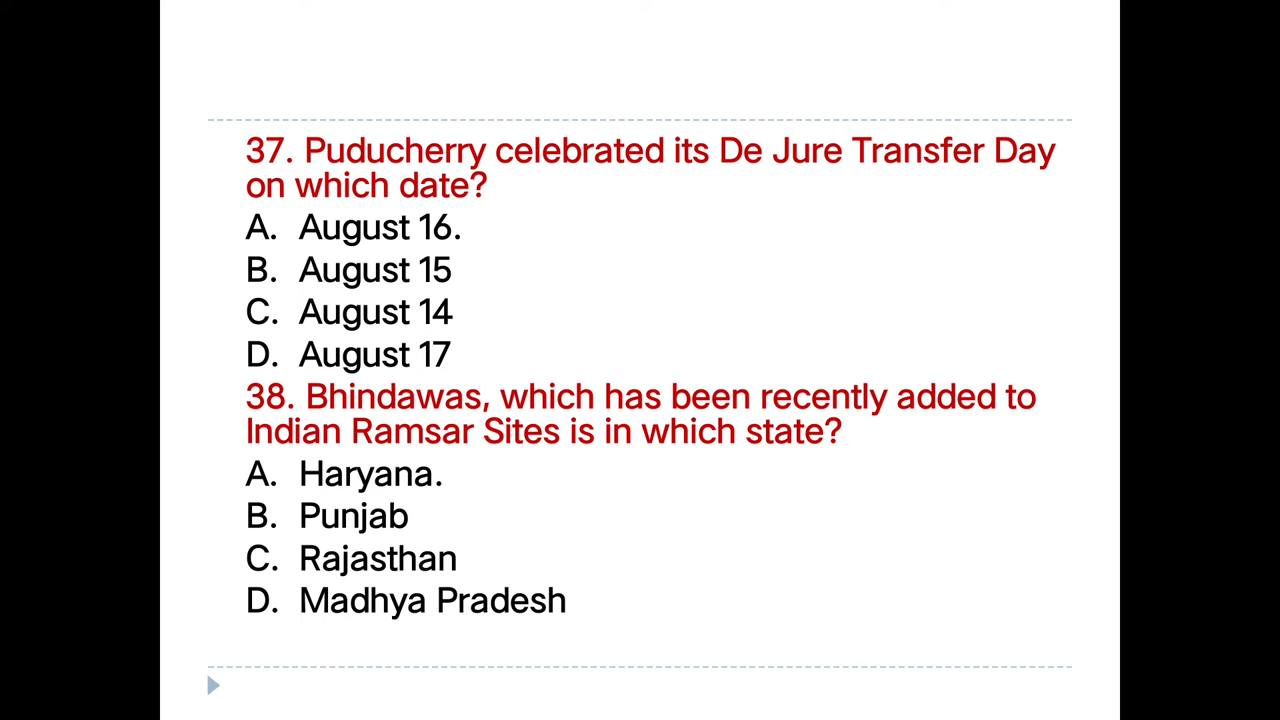 37. Puducherry celebrated its De Jure Transfer Day
on which date?
A. August 16.
B. August 15
C. August 14
D. August 17
38. Bhindawas, which has been recently added to
Indian Ramsar Sites is in which state?
A. Haryana.
B. Punjab
C. Rajasthan
D. Madhya Pradesh